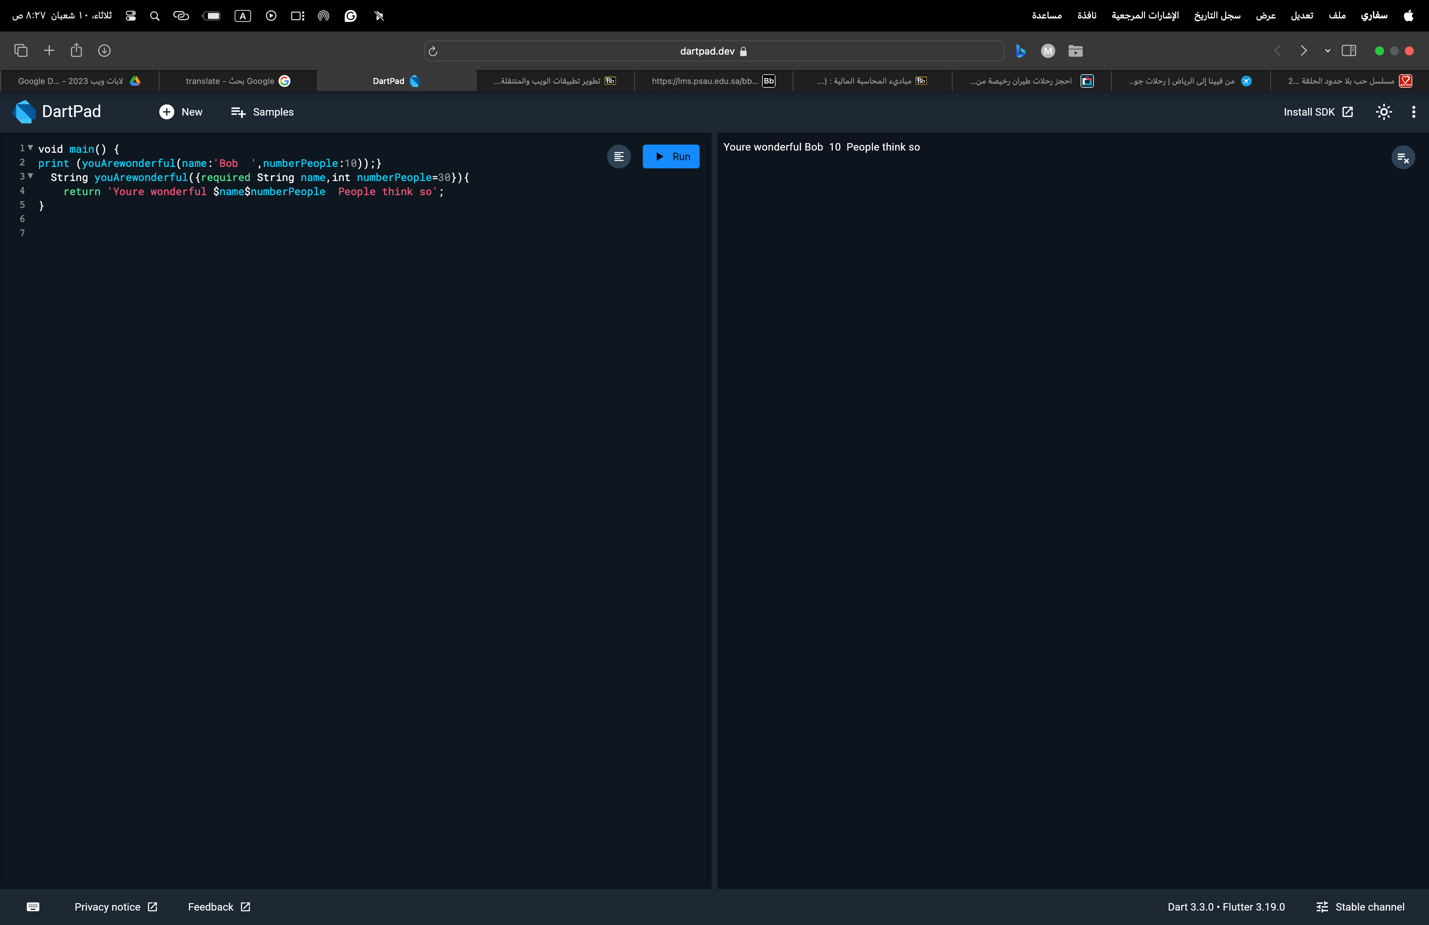 سفاري ملف تعديل عرض سجل التاريخ الإشارات المرجعية نافذة مساعدة
A ثلاثاء، ١٠ شعبان ٨:٢٧ ص
dartpad.dev
M
مسلسل حب بلا حدود الحلقة 2...
من فيينا إلى الرياض | رحلات جو...
احجز رحلات طيران رخيصة من...
مباديء المحاسبة المالية : (...
https://lms.psau.edu.sa/bb... Bb
تطوير تطبيقات الويب والمتنقلة...
DartPad
translate - بحث Google
لابات ويب 2023 - Google D...
DartPad New Samples Install SDK
1 void main() {
2 print (youArewonderful(name:'Bob  ',numberPeople:10));}
3   String youArewonderful({required String name,int numberPeople=30}){
4     return 'Youre wonderful $name$numberPeople  People think so';
5 }
6
7
Run
Youre wonderful Bob  10  People think so
Privacy notice Feedback Dart 3.3.0 • Flutter 3.19.0 Stable channel